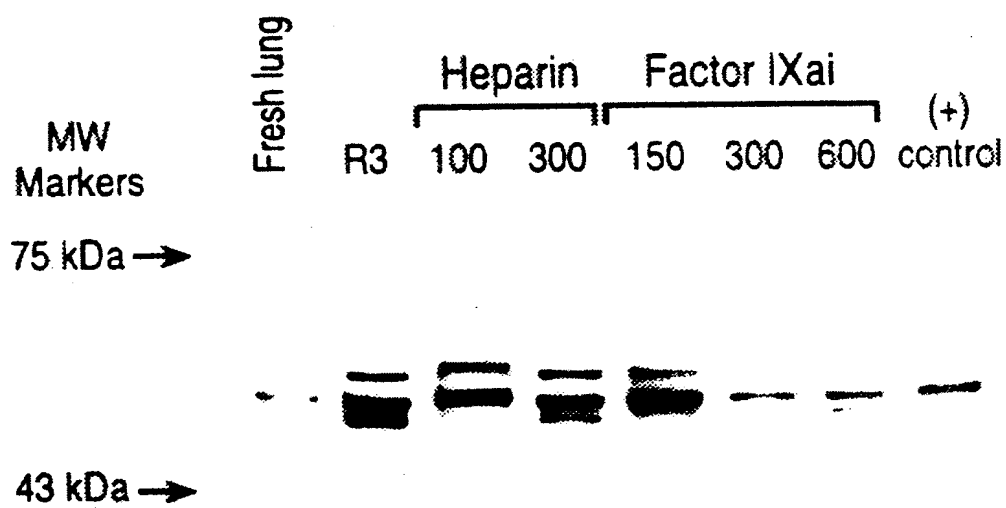 Fresh lung
Heparin
Factor IXai
MW
Markers
R3
100
300
150
300
600
(+)
control
75 kDa
43 kDa